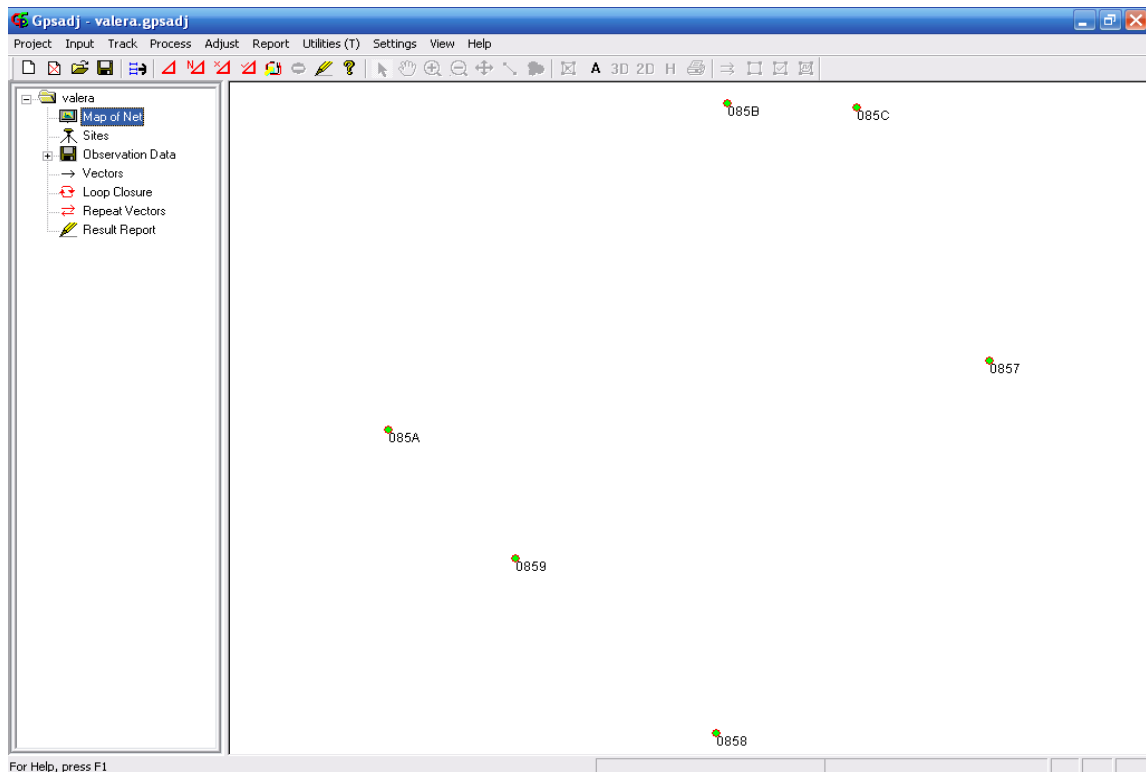 Gpsadj - valera.gpsadj
Project Input Track Process Adjust Report Utilities (T) Settings View Help
N A 3D 2D H
valera
Map of Net
Sites
Observation Data
Vectors
Loop Closure
Repeat Vectors
Result Report
085B
085C
0857
085A
0859
0858
For Help, press F1